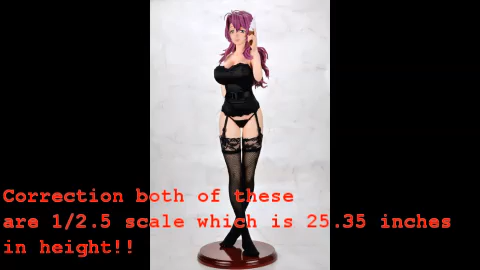 Correction both of these
are 1/2.5 scale which is 25.35 inches
in height!!